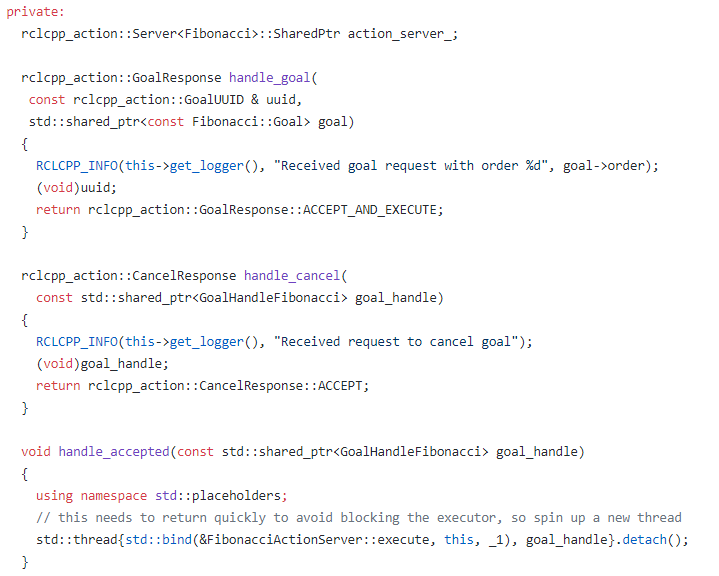 private:
  rclcpp_action::Server<Fibonacci>::SharedPtr action_server_;

  rclcpp_action::GoalResponse handle_goal(
   const rclcpp_action::GoalUUID & uuid,
   std::shared_ptr<const Fibonacci::Goal> goal)
  {
    RCLCPP_INFO(this->get_logger(), "Received goal request with order %d", goal->order);
    (void)uuid;
    return rclcpp_action::GoalResponse::ACCEPT_AND_EXECUTE;
  }

  rclcpp_action::CancelResponse handle_cancel(
    const std::shared_ptr<GoalHandleFibonacci> goal_handle)
  {
    RCLCPP_INFO(this->get_logger(), "Received request to cancel goal");
    (void)goal_handle;
    return rclcpp_action::CancelResponse::ACCEPT;
  }

  void handle_accepted(const std::shared_ptr<GoalHandleFibonacci> goal_handle)
  {
    using namespace std::placeholders;
    // this needs to return quickly to avoid blocking the executor, so spin up a new thread
    std::thread{std::bind(&FibonacciActionServer::execute, this, _1), goal_handle}.detach();
  }